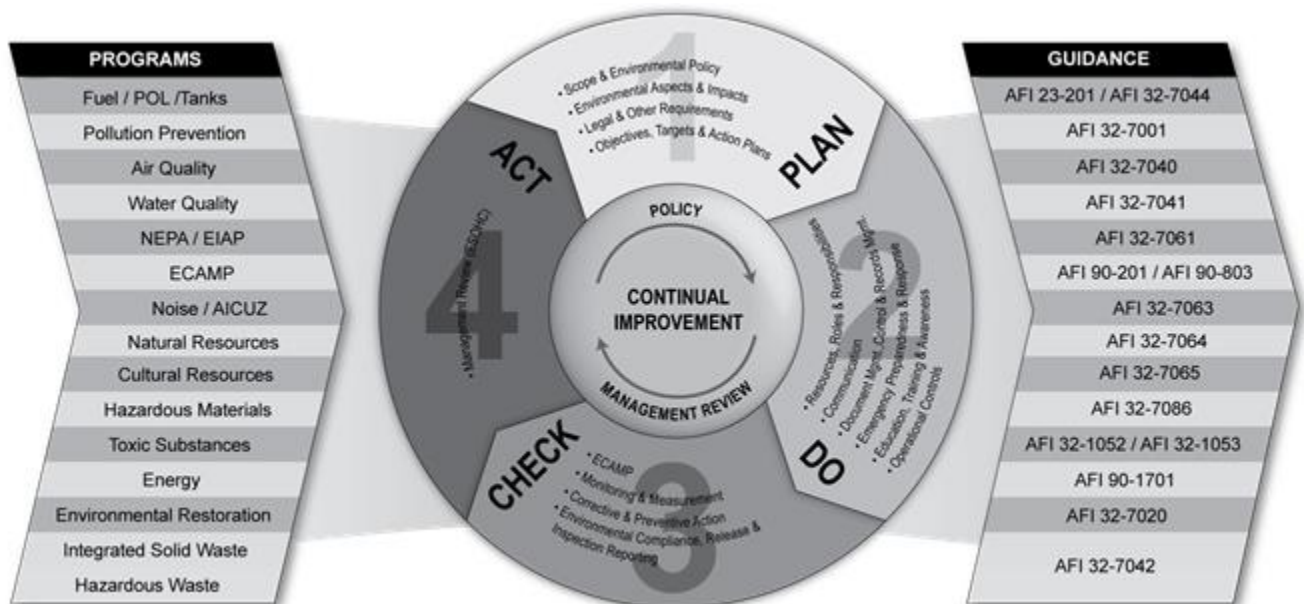 PROGRAMS
Fuel / POL /Tanks
Pollution Prevention
Air Quality
Water Quality
NEPA / EIAP
ECAMP
Noise / AICUZ
Natural Resources
Cultural Resources
Hazardous Materials
Toxic Substances
Energy
Environmental Restoration
Integrated Solid Waste
Hazardous Waste
1
PLAN
• Scope & Environmental Policy
• Environmental Aspects & Impacts
• Legal & Other Requirements
• Objectives, Targets & Action Plans
2
DO
• Resources, Roles & Responsibilities
• Communication
• Document Mgmt. Control & Records Mgmt.
• Emergency Preparedness & Response
• Education, Training & Awareness
• Operational Controls
3
CHECK
• ECAMP
• Monitoring & Measurement
• Corrective & Preventive Action
• Environmental Compliance, Release &
Inspection Reporting
4
ACT
• Management Review (ESOHC)
POLICY
CONTINUAL
IMPROVEMENT
MANAGEMENT REVIEW
GUIDANCE
AFI 23-201 / AFI 32-7044
AFI 32-7001
AFI 32-7040
AFI 32-7041
AFI 32-7061
AFI 90-201 / AFI 90-803
AFI 32-7063
AFI 32-7064
AFI 32-7065
AFI 32-7086
AFI 32-1052 / AFI 32-1053
AFI 90-1701
AFI 32-7020
AFI 32-7042